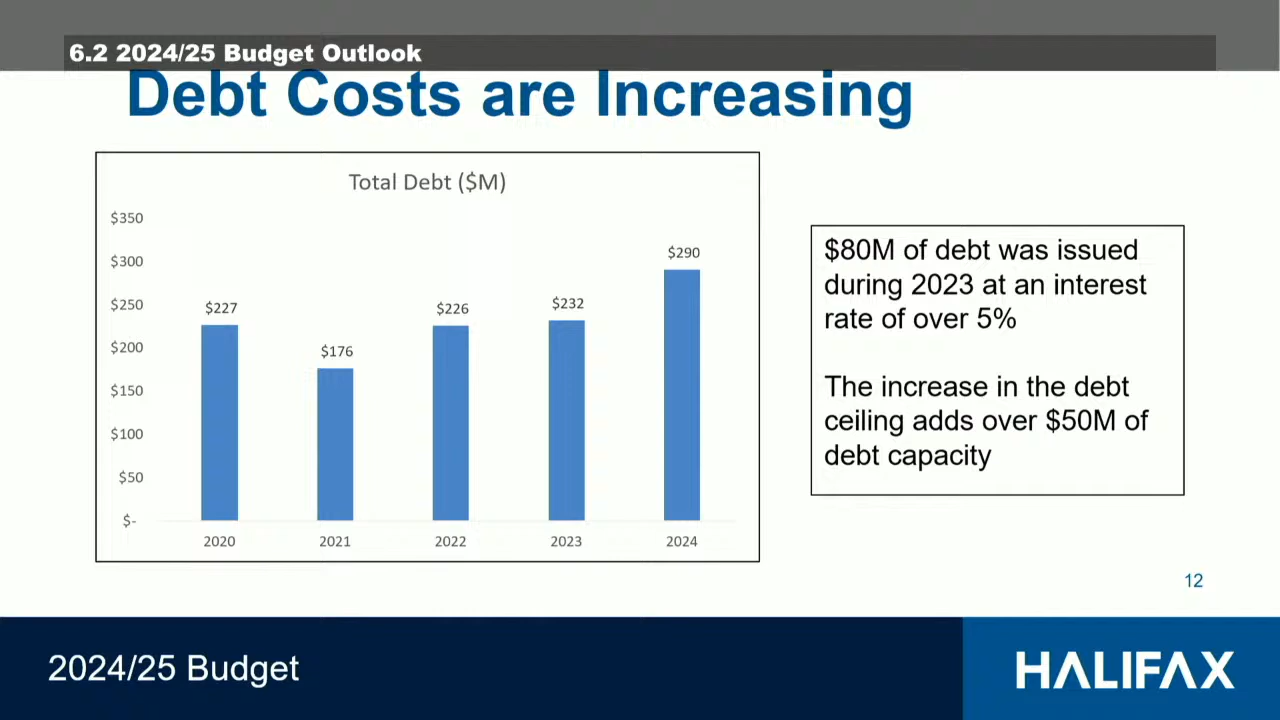 6.2 2024/25 Budget Outlook
Debt Costs are Increasing
Total Debt ($M)
$350
$300
$250
$200
$150
$100
$50
$-
$227
$176
$226
$232
$290
2020
2021
2022
2023
2024
$80M of debt was issued
during 2023 at an interest
rate of over 5%
The increase in the debt
ceiling adds over $50M of
debt capacity
12
2024/25 Budget
HALIFAX